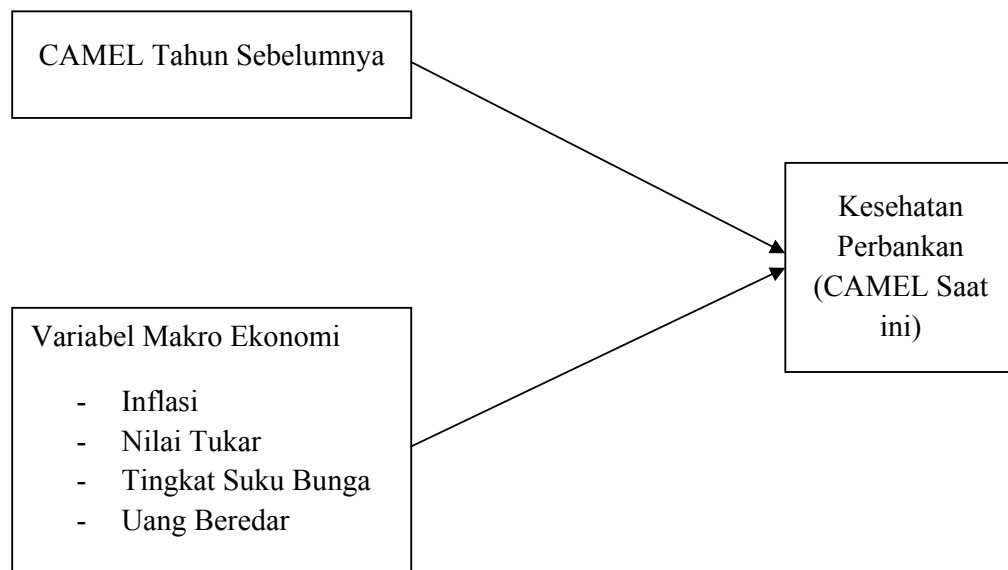 CAMEL Tahun Sebelumnya
Kesehatan
Perbankan
(CAMEL Saat
ini)
Variabel Makro Ekonomi
- Inflasi
- Nilai Tukar
- Tingkat Suku Bunga
- Uang Beredar